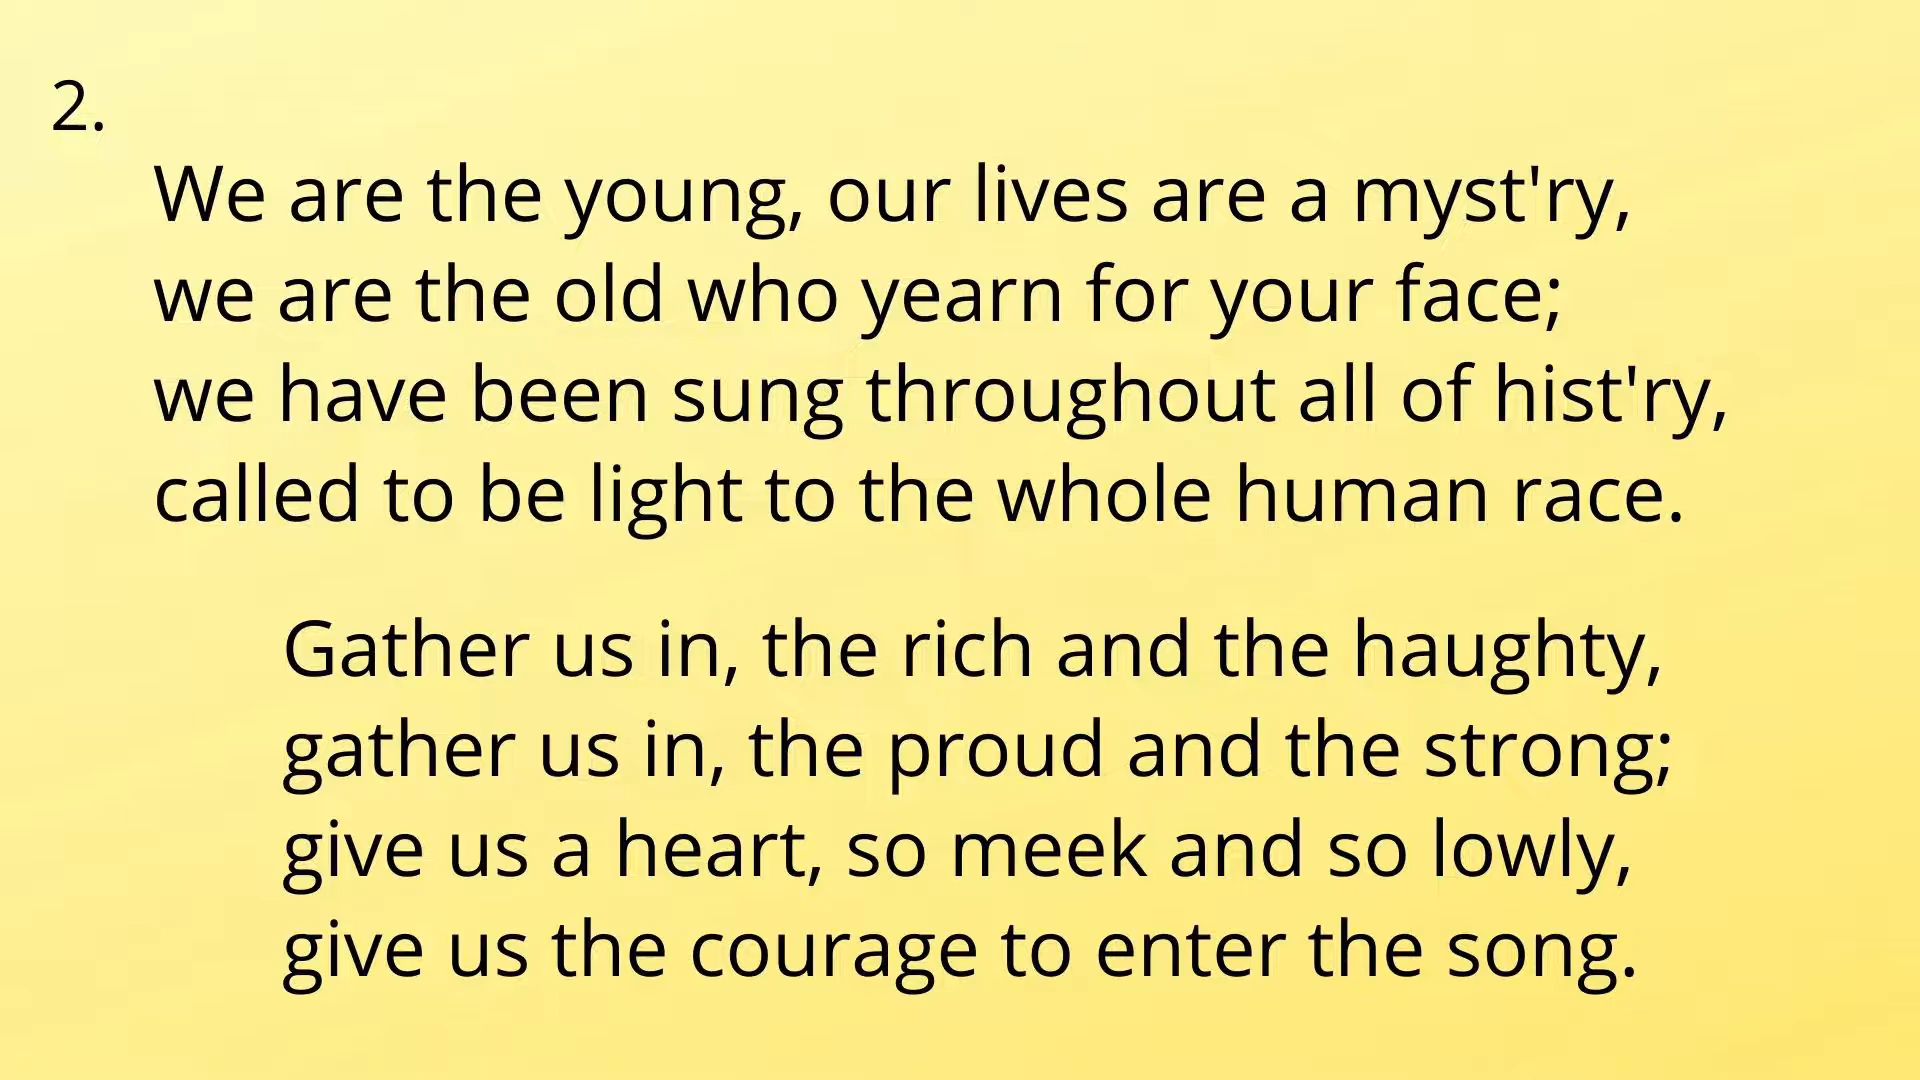 2.
We are the young, our lives are a myst'ry,
we are the old who yearn for your face;
we have been sung throughout all of hist'ry,
called to be light to the whole human race.
Gather us in, the rich and the haughty,
gather us in, the proud and the strong;
give us a heart, so meek and so lowly,
give us the courage to enter the song.